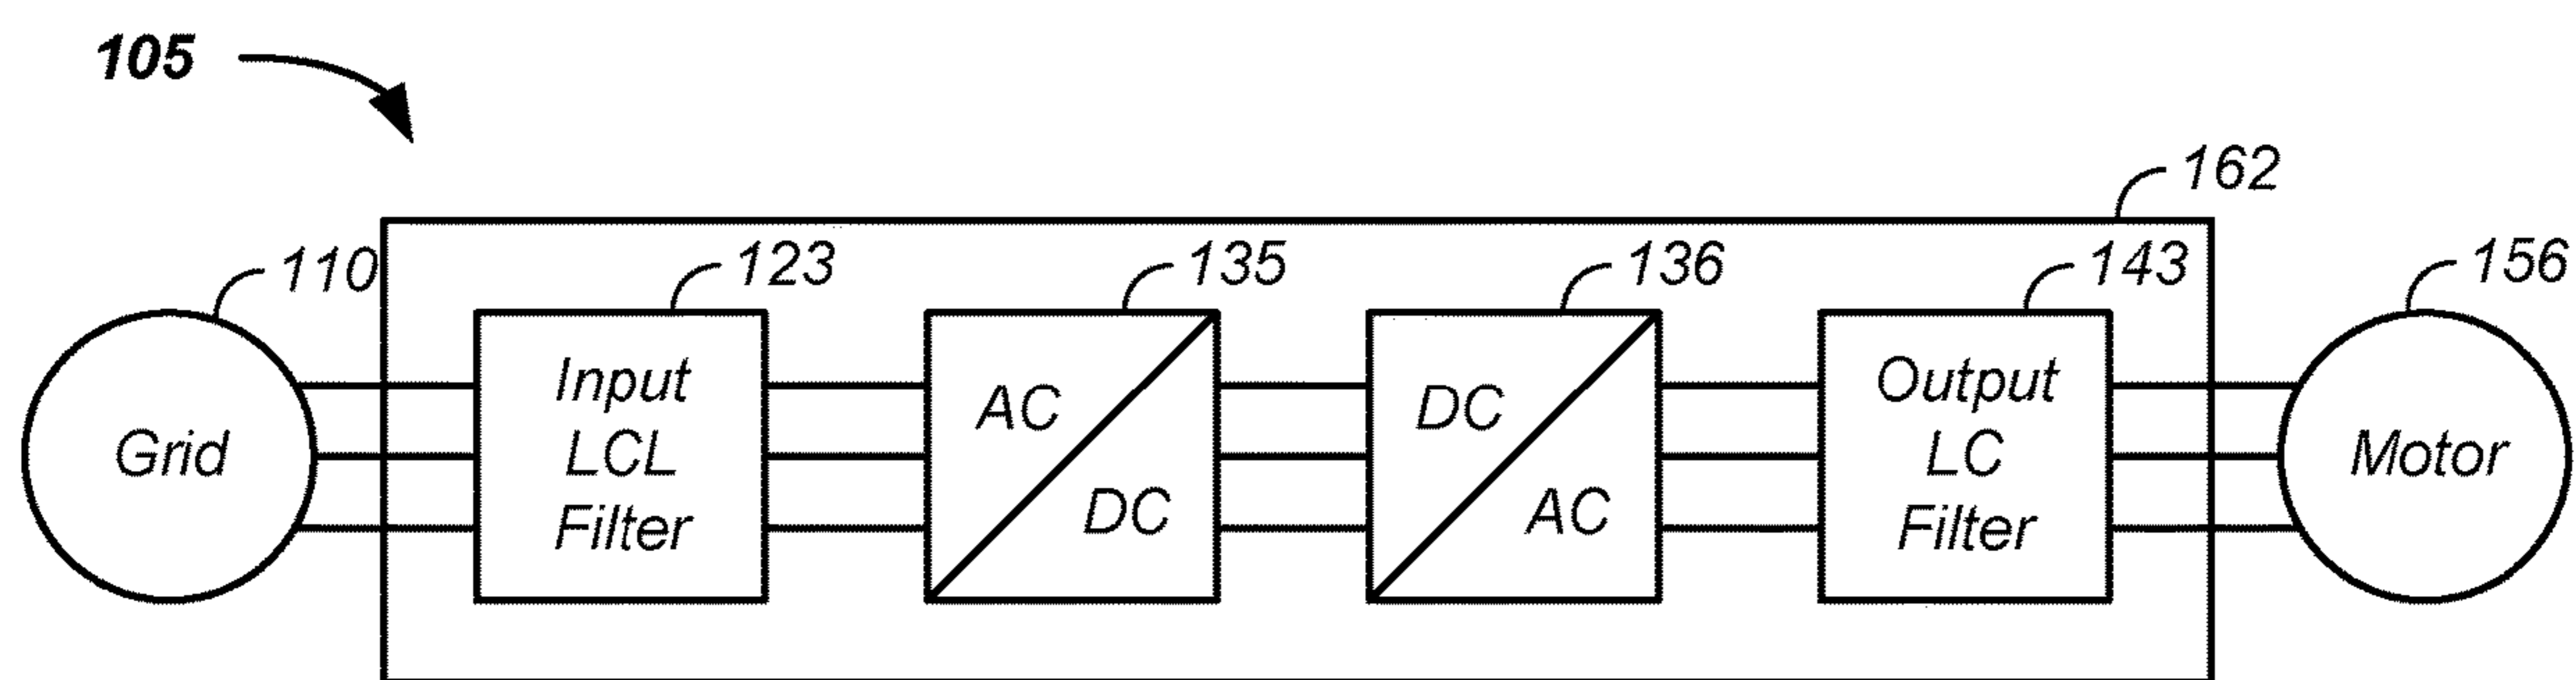 105
162
110
123
135
136
143
156
Grid
Input
LCL
Filter
AC
DC
DC
AC
Output
LC
Filter
Motor